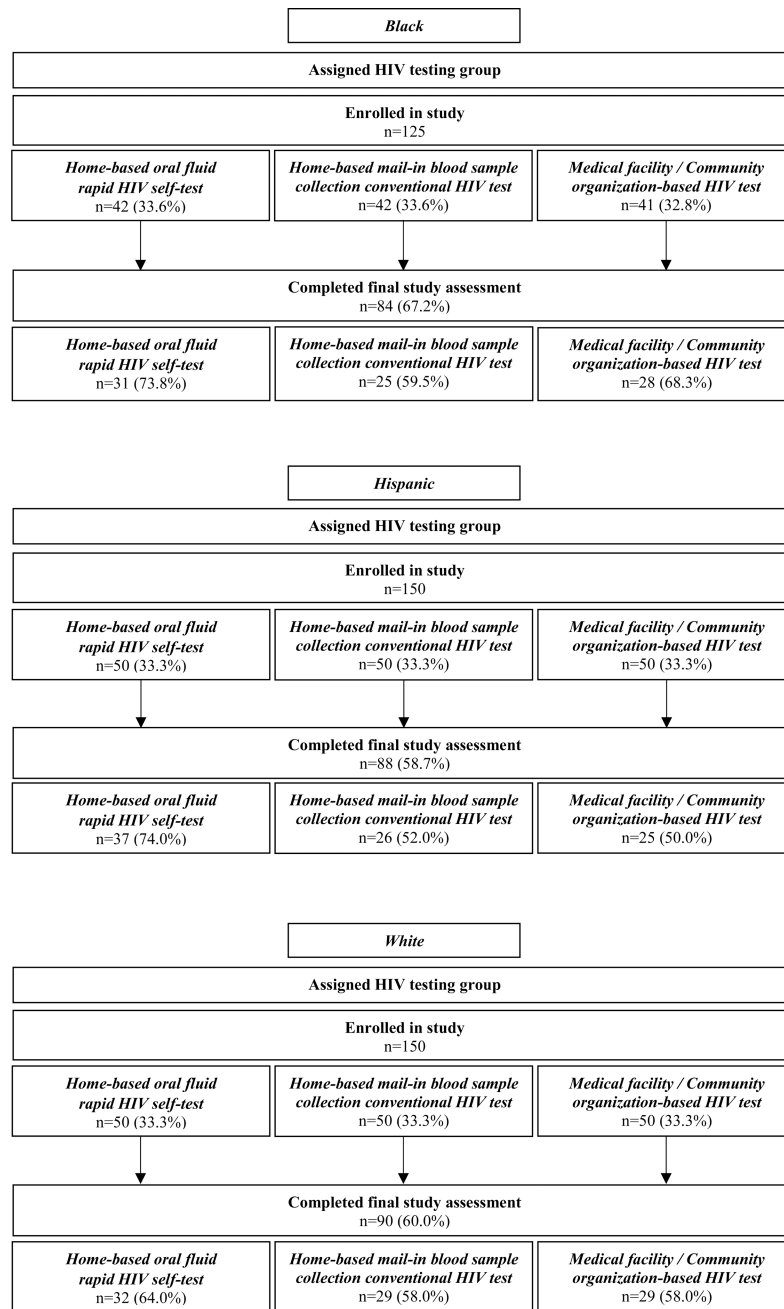 Black
Assigned HIV testing group
Enrolled in study
n=125
Home-based oral fluid
rapid HIV self-test
n=42 (33.6%)
Home-based mail-in blood sample
collection conventional HIV test
n=42 (33.6%)
Medical facility / Community
organization-based HIV test
n=41 (32.8%)
Completed final study assessment
n=84 (67.2%)
Home-based oral fluid
rapid HIV self-test
n=31 (73.8%)
Home-based mail-in blood sample
collection conventional HIV test
n=25 (59.5%)
Medical facility / Community
organization-based HIV test
n=28 (68.3%)
Hispanic
Assigned HIV testing group
Enrolled in study
n=150
Home-based oral fluid
rapid HIV self-test
n=50 (33.3%)
Home-based mail-in blood sample
collection conventional HIV test
n=50 (33.3%)
Medical facility / Community
organization-based HIV test
n=50 (33.3%)
Completed final study assessment
n=88 (58.7%)
Home-based oral fluid
rapid HIV self-test
n=37 (74.0%)
Home-based mail-in blood sample
collection conventional HIV test
n=26 (52.0%)
Medical facility / Community
organization-based HIV test
n=25 (50.0%)
White
Assigned HIV testing group
Enrolled in study
n=150
Home-based oral fluid
rapid HIV self-test
n=50 (33.3%)
Home-based mail-in blood sample
collection conventional HIV test
n=50 (33.3%)
Medical facility / Community
organization-based HIV test
n=50 (33.3%)
Completed final study assessment
n=90 (60.0%)
Home-based oral fluid
rapid HIV self-test
n=32 (64.0%)
Home-based mail-in blood sample
collection conventional HIV test
n=29 (58.0%)
Medical facility / Community
organization-based HIV test
n=29 (58.0%)